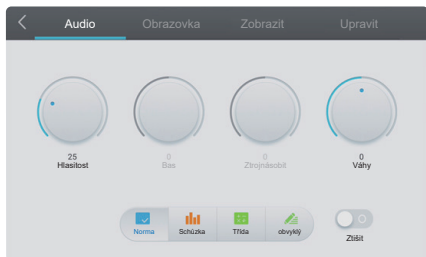 Audio Obrazovka Zobrazit Upravit
25 0 0 0
Hlasitost Bas Ztrojnásobit Váhy
Norma Schůzka Třída obvyklý
Ztišit